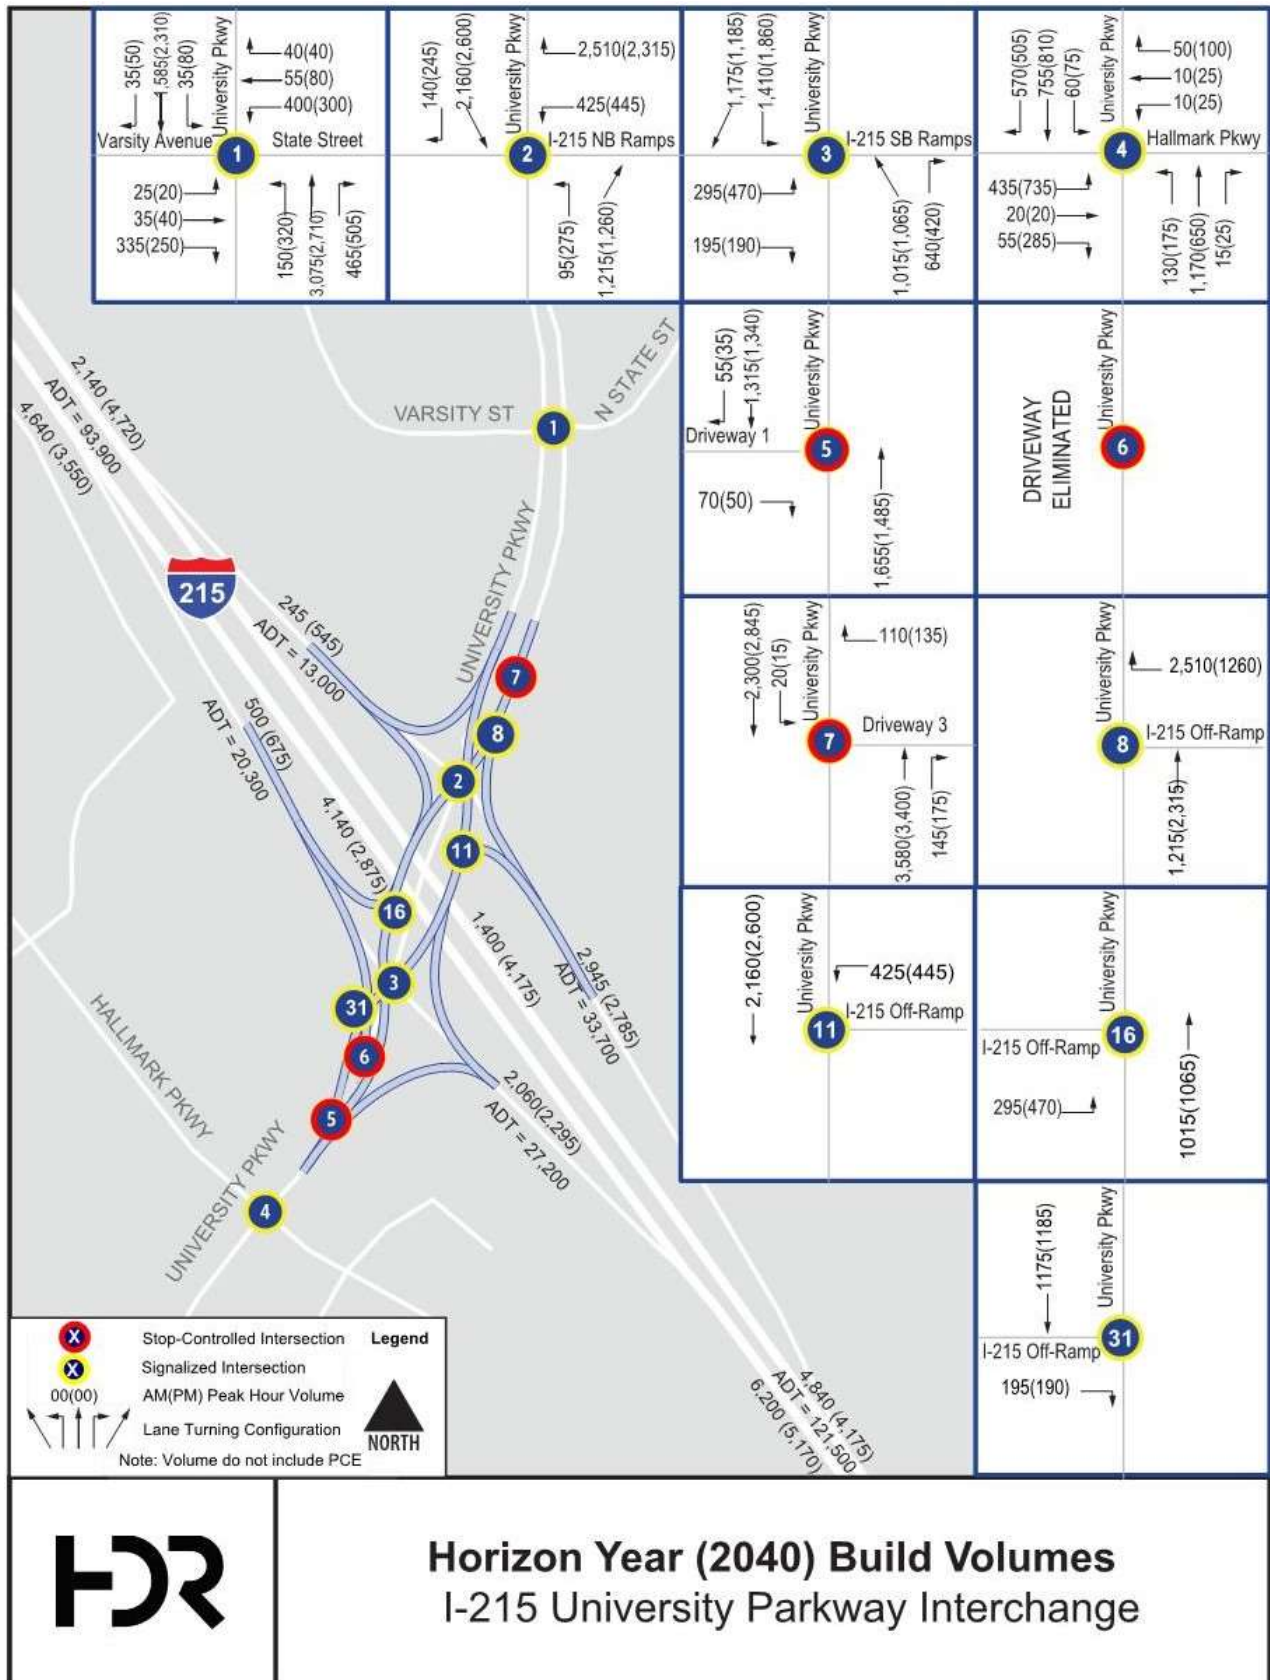 35(50)
,585(2,310)
35(80)
University Pkwy
40(40)
55(80)
400(300)
Varsity Avenue
State Street
1
25(20)
35(40)
335(250)
150(320)
3,075(2,710)
465(505)
140(245)
2,160(2,600)
University Pkwy
2,510(2,315)
425(445)
I-215 NB Ramps
2
95(275)
1,215(1,260)
1,175(1,185)
1,410(1,860)
University Pkwy
I-215 SB Ramps
3
295(470)
195(190)
1,015(1,065)
640(420)
570(505)
755(810)
60(75)
University Pkwy
50(100)
10(25)
10(25)
Hallmark Pkwy
4
435(735)
20(20)
55(285)
130(175)
1,170(650)
15(25)
55(35)
1,315(1,340)
University Pkwy
Driveway 1
5
70(50)
1,655(1,485)
DRIVEWAY
ELIMINATED
University Pkwy
6
2,300(2,845)
20(15)
University Pkwy
110(135)
Driveway 3
7
3,580(3,400)
145(175)
University Pkwy
2,510(1260)
I-215 Off-Ramp
8
1,215(2,315)
2,160(2,600)
University Pkwy
425(445)
I-215 Off-Ramp
11
University Pkwy
I-215 Off-Ramp
16
295(470)
1015(1065)
1175(1185)
University Pkwy
I-215 Off-Ramp
31
195(190)
2,140 (4,720)
ADT = 93,900
4,640 (3,550)
VARSITY ST
N STATE ST
1
215
UNIVERSITY PKWY
245 (545)
ADT = 13,000
500 (675)
ADT = 20,300
7
8
2
11
4,140 (2,875)
16
1,400 (4,175)
2,945 (2,785)
ADT = 33,700
3
31
6
5
2,060(2,295)
ADT = 27,200
HALLMARK PKWY
UNIVERSITY PKWY
4
4,840 (4,175)
ADT = 121,500
6,200 (5,170)
X Stop-Controlled Intersection
Legend
X Signalized Intersection
00(00) AM(PM) Peak Hour Volume
Lane Turning Configuration
NORTH
Note: Volume do not include PCE
HDR
Horizon Year (2040) Build Volumes
I-215 University Parkway Interchange